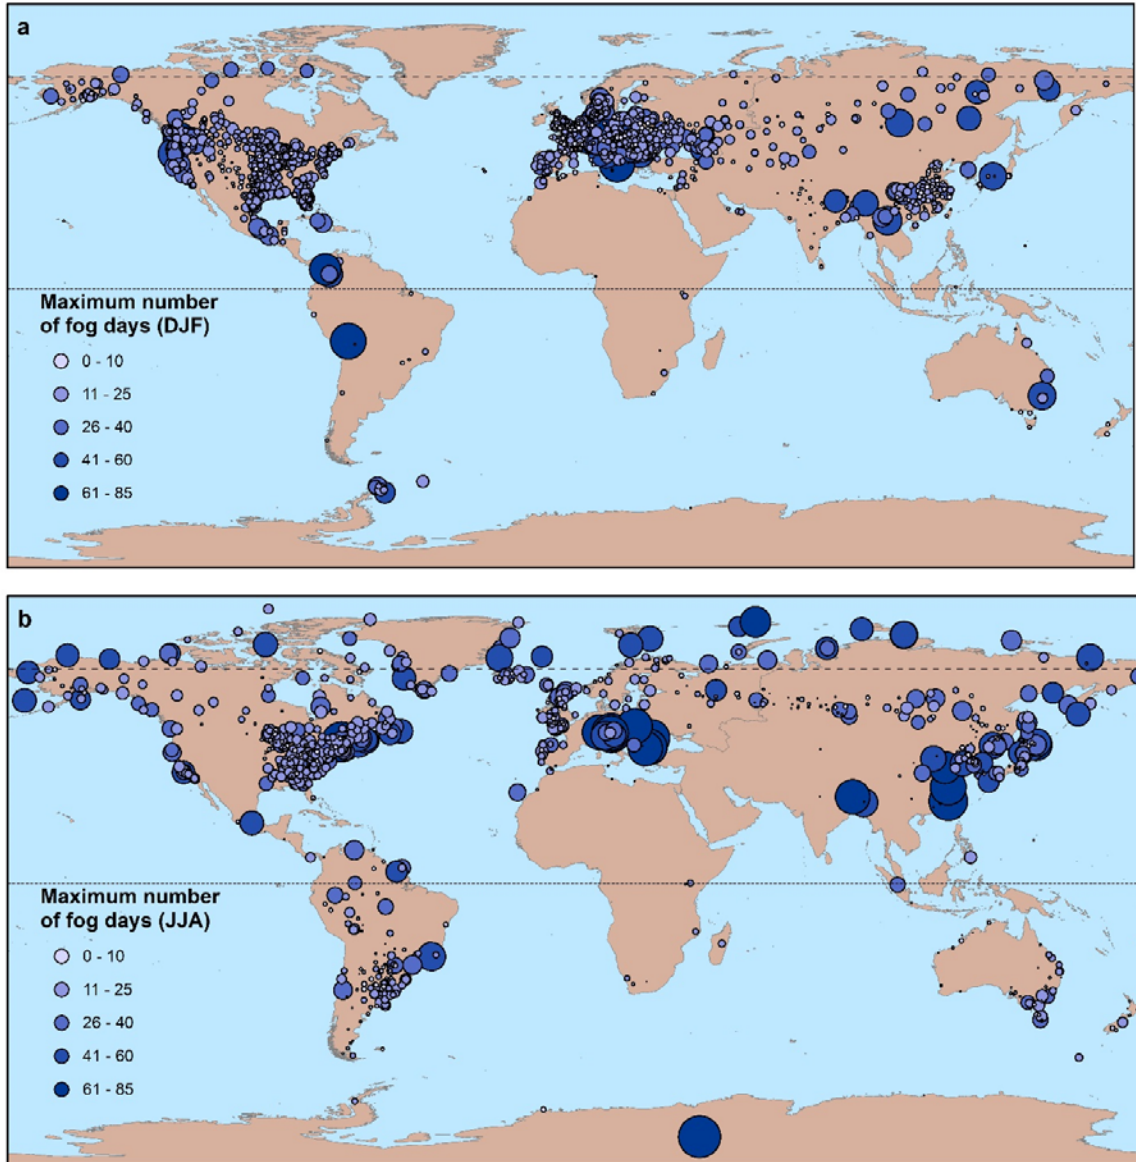 a
Maximum number
of fog days (DJF)
0 - 10
11 - 25
26 - 40
41 - 60
61 - 85
b
Maximum number
of fog days (JJA)
0 - 10
11 - 25
26 - 40
41 - 60
61 - 85